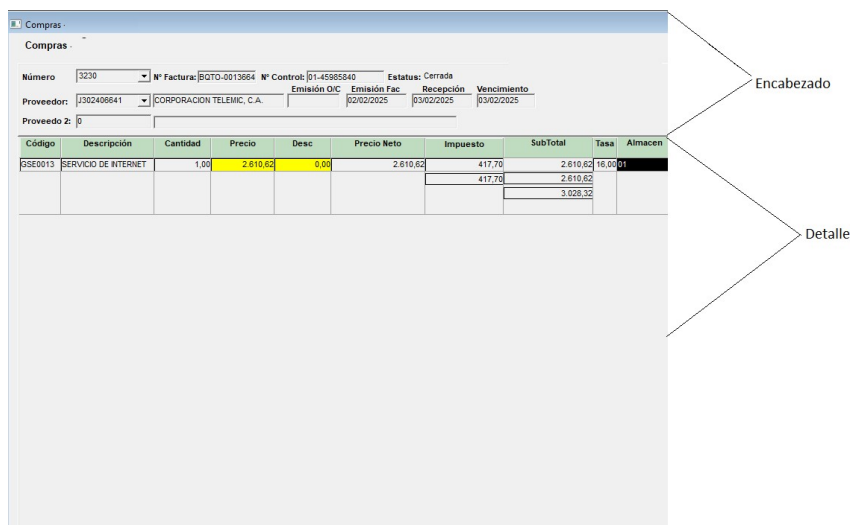 Compras -
Compras -
Número 3230 Nº Factura: BQTO-0013664 Nº Control: 01-45985840 Estatus: Cerrada
Emisión O/C Emisión Fac Recepción Vencimiento
Proveedor: J302406641 CORPORACION TELEMIC, C.A. 02/02/2025 03/02/2025 03/02/2025
Proveedo 2: 0
Código Descripción Cantidad Precio Desc Precio Neto Impuesto SubTotal Tasa Almacen
GSE0013 SERVICIO DE INTERNET 1,00 2.610,62 0,00 2.610,62 417,70 2.610,62 16,00 01
417,70 2.610,62
3.028,32
Encabezado
Detalle